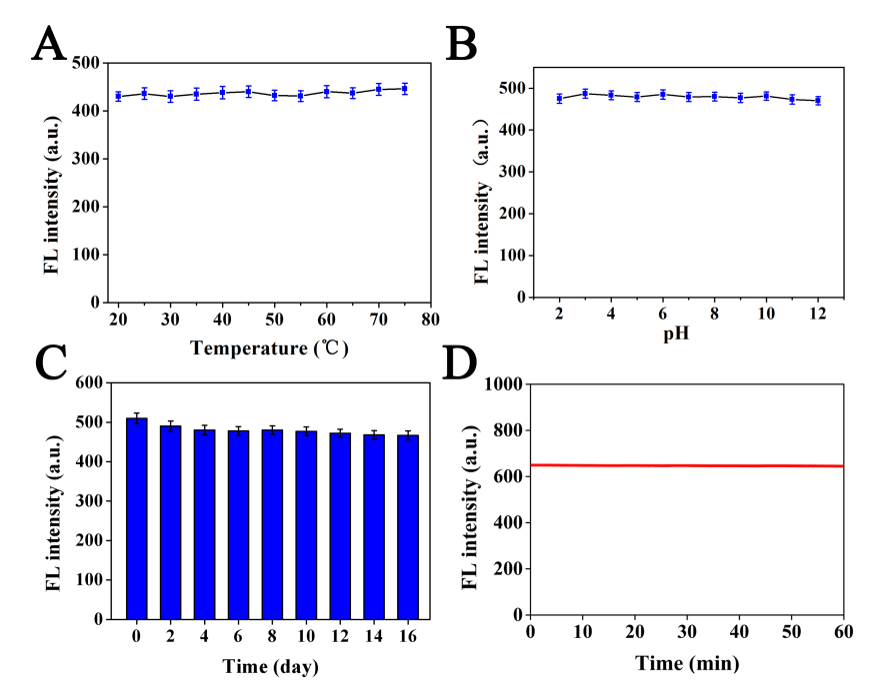 A
500
400
300
200
100
0
FL intensity (a.u.)
20 30 40 50 60 70 80
Temperature (℃)
B
500
400
300
200
100
0
FL intensity （a.u.）
2 4 6 8 10 12
pH
C
600
500
400
300
200
100
0
FL intensity (a.u.)
0 2 4 6 8 10 12 14 16
Time (day)
D
1000
800
600
400
200
0
FL intensity (a.u.)
0 10 20 30 40 50 60
Time (min)